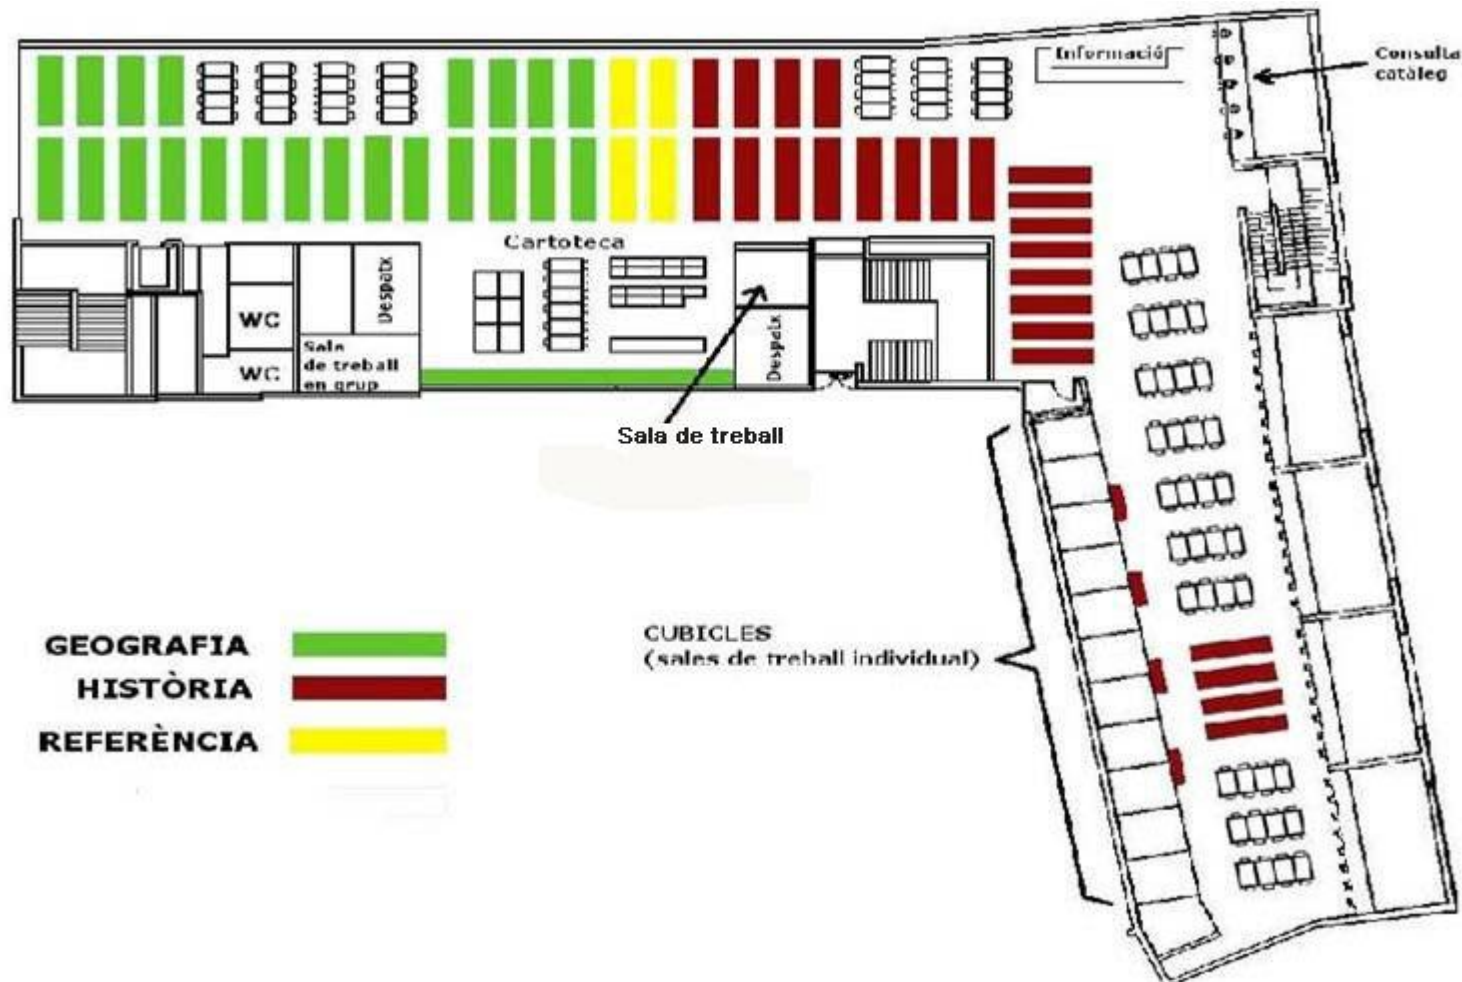 Informació
Consulta
catàleg
Cartoteca
Despatx
WC
Sala
de treball
en grup
WC
Despatx
Sala de treball
CUBICLES
(sales de treball individual)
GEOGRAFIA
HISTÒRIA
REFERÈNCIA